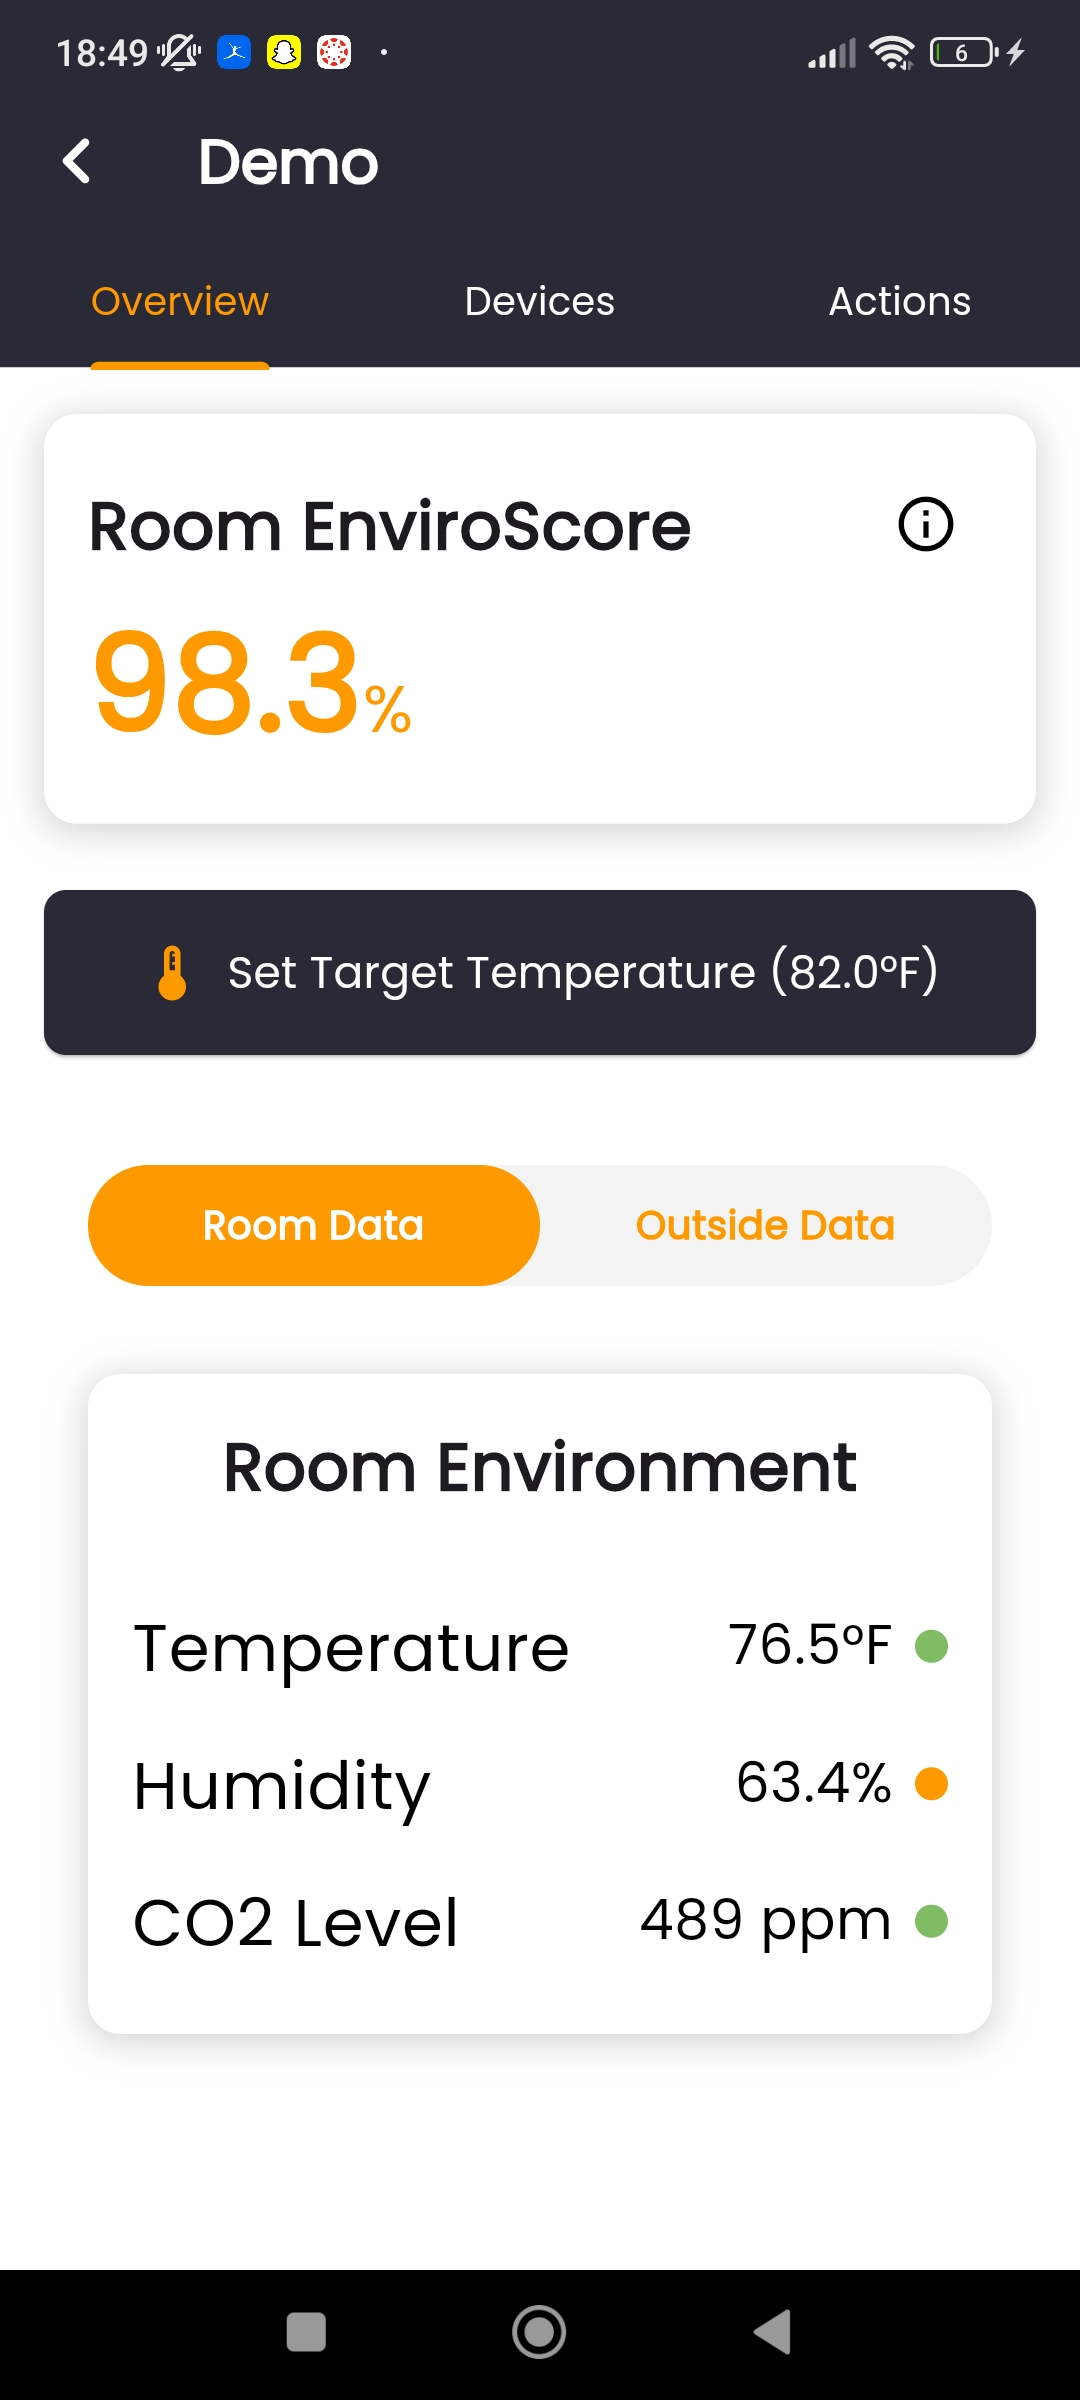 18:49
6
Demo
Overview Devices Actions
Room EnviroScore
98.3%
Set Target Temperature (82.0°F)
Room Data Outside Data
Room Environment
Temperature 76.5°F
Humidity 63.4%
CO2 Level 489 ppm